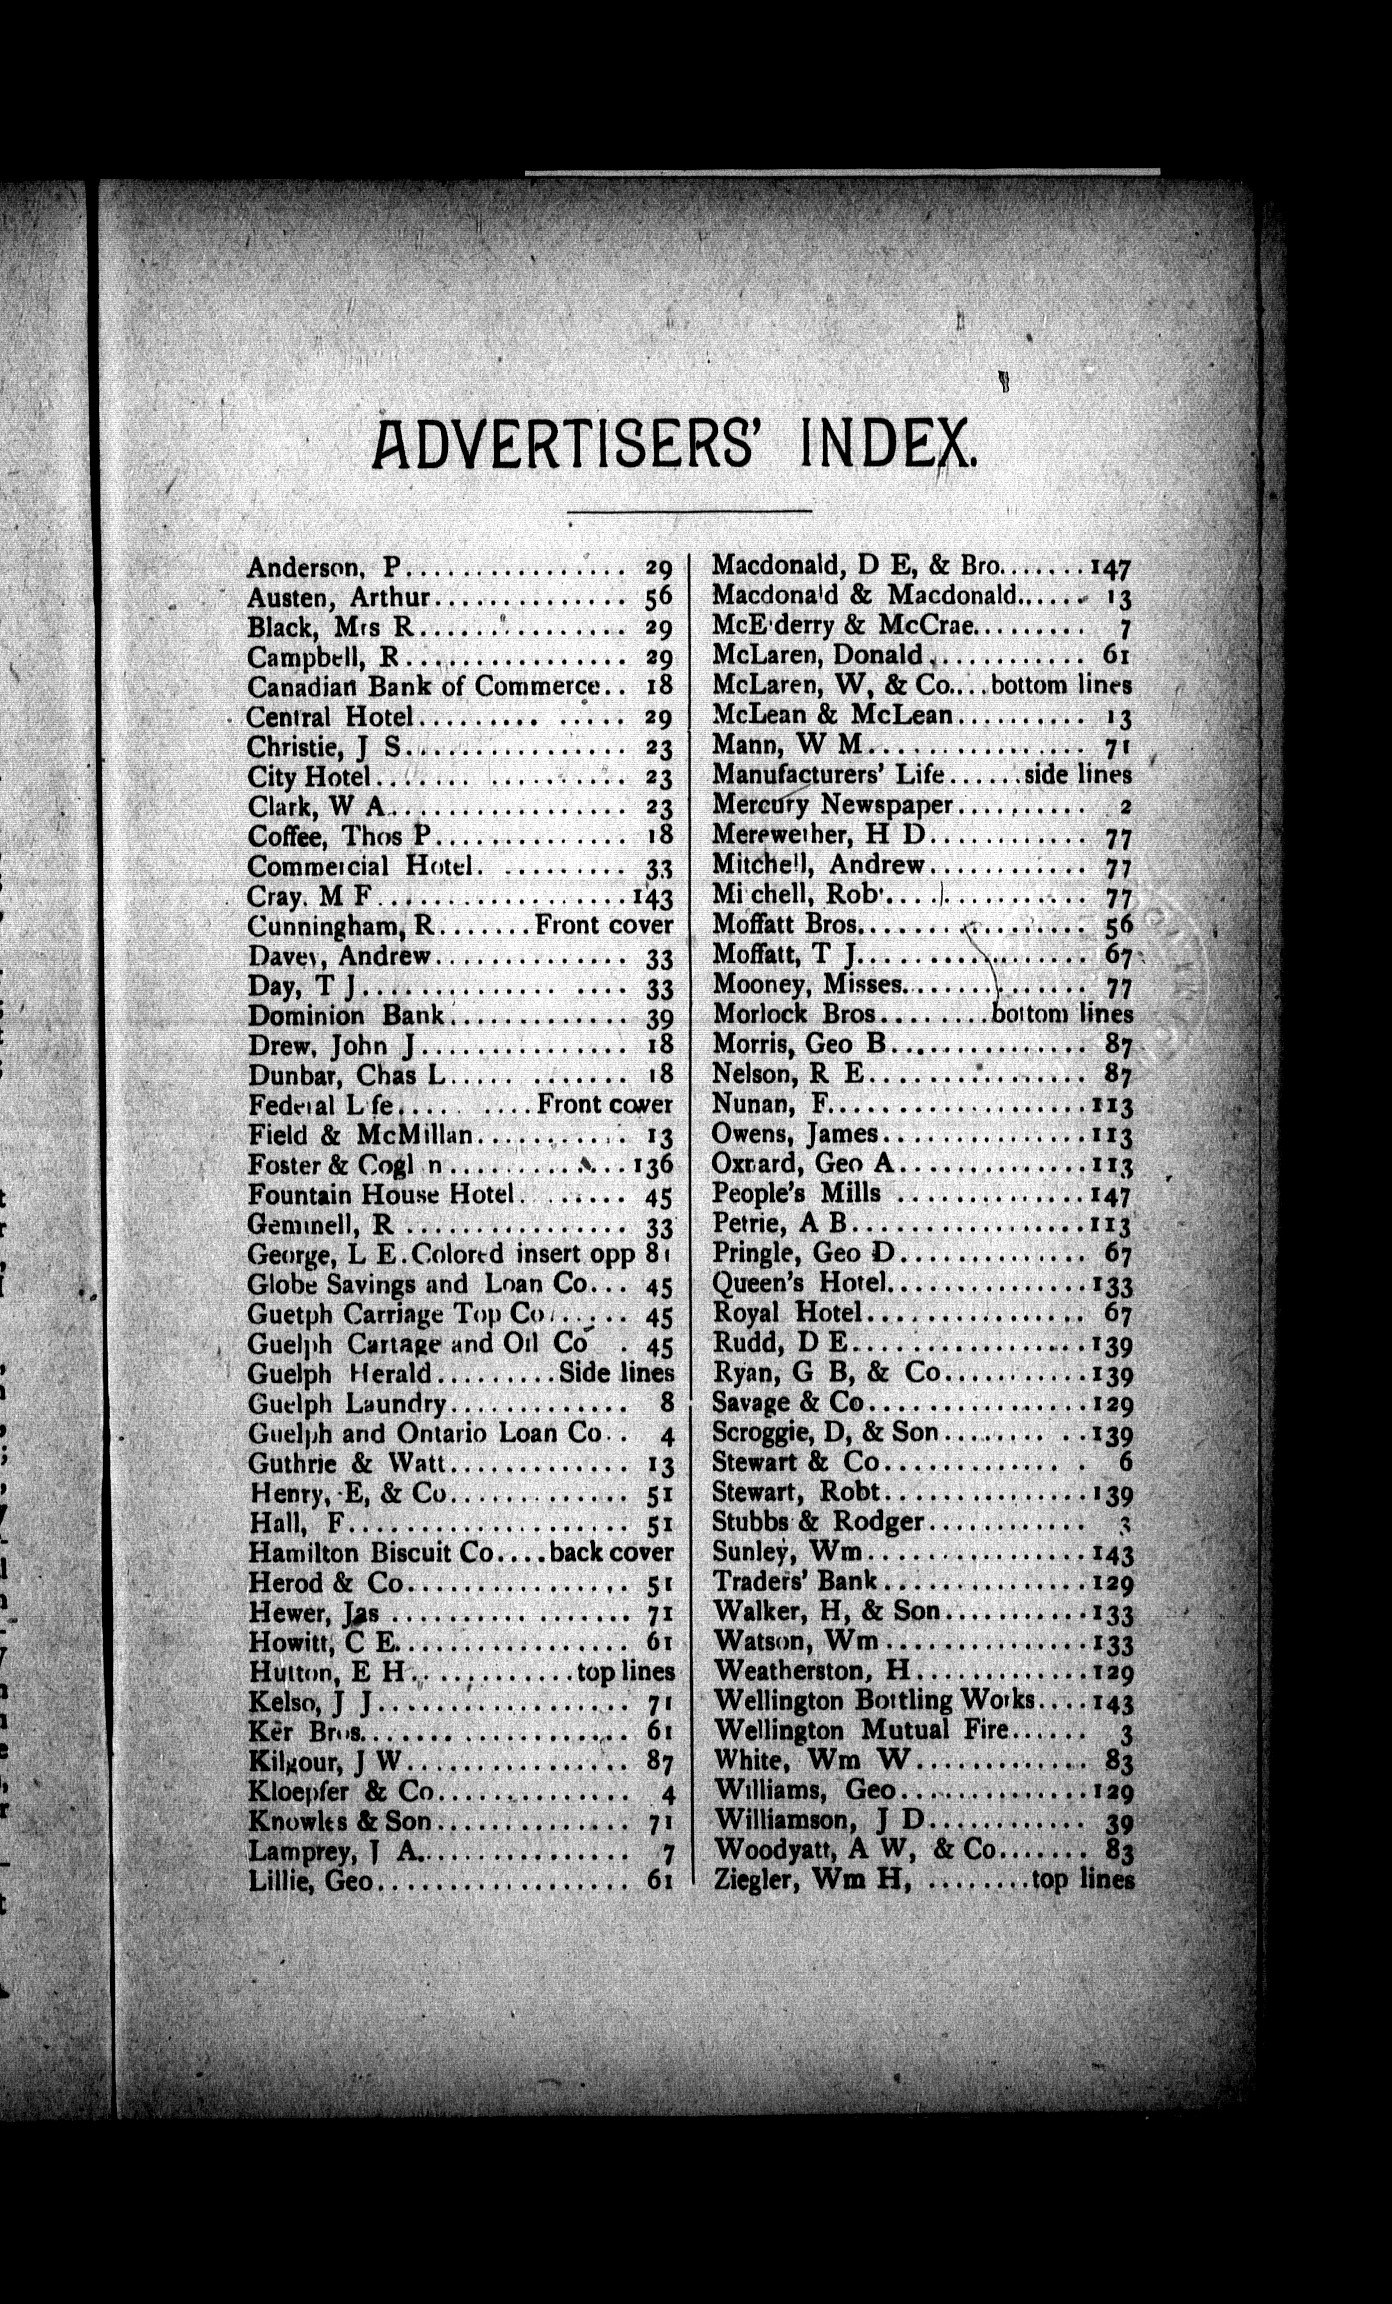 ADVERTISERS' INDEX.
Anderson, P................ 29
Austen, Arthur.............. 56
Black, Mrs R............... 29
Campbell, R................ 29
Canadian Bank of Commerce.. 18
Central Hotel......... ..... 29
Christie, J S................ 23
City Hotel....... .......... 23
Clark, W A................. 23
Coffee, Thos P.............. 18
Commercial Hotel. ......... 33
Cray. M F..................143
Cunningham, R.......Front cover
Davey, Andrew.............. 33
Day, T J.............. .... 33
Dominion Bank............. 39
Drew, John J............... 18
Dunbar, Chas L..... ....... 18
Federal Life..... ....Front cover
Field & McMillan........... 13
Foster & Coglin.............136
Fountain House Hotel. ...... 45
Gemmell, R ................ 33
George, L E.Colored insert opp 81
Globe Savings and Loan Co... 45
Guetph Carriage Top Co..... 45
Guelph Cartage and Oil Co . 45
Guelph Herald.........Side lines
Guelph Laundry............. 8
Guelph and Ontario Loan Co.. 4
Guthrie & Watt............. 13
Henry, E, & Co............. 51
Hall, F.................... 51
Hamilton Biscuit Co....back cover
Herod & Co................ 51
Hewer, Jas .......... ....... 71
Howitt, C E................. 61
Hutton, E H............top lines
Kelso, J J.................. 71
Ker Bros................... 61
Kilgour, J W................ 87
Kloepfer & Co.............. 4
Knowles & Son.............. 71
Lamprey, J A............... 7
Lillie, Geo.................. 61
Macdonald, D E, & Bro.......147
Macdonald & Macdonald...... 13
McElderry & McCrae......... 7
McLaren, Donald............ 61
McLaren, W, & Co....bottom lines
McLean & McLean.......... 13
Mann, W M................ 71
Manufacturers' Life......side lines
Mercury Newspaper.......... 2
Merewether, H D............ 77
Mitchell, Andrew............ 77
Mitchell, Robt.............. 77
Moffatt Bros................ 56
Moffatt, T J................. 67
Mooney, Misses............. 77
Morlock Bros........bottom lines
Morris, Geo B............... 87
Nelson, R E................ 87
Nunan, F..................113
Owens, James...............113
Oxnard, Geo A.............113
People's Mills .............147
Petrie, A B.................113
Pringle, Geo D............. 67
Queen's Hotel..............133
Royal Hotel............... 67
Rudd, D E................139
Ryan, G B, & Co..........139
Savage & Co...............129
Scroggie, D, & Son....... ..139
Stewart & Co............. . 6
Stewart, Robt..............139
Stubbs & Rodger............ 3
Sunley, Wm................143
Traders' Bank..............129
Walker, H, & Son..........133
Watson, Wm..............133
Weatherston, H............129
Wellington Bottling Works....143
Wellington Mutual Fire...... 3
White, Wm W............. 83
Williams, Geo..............129
Williamson, J D............ 39
Woodyatt, A W, & Co....... 83
Ziegler, Wm H, ........top lines